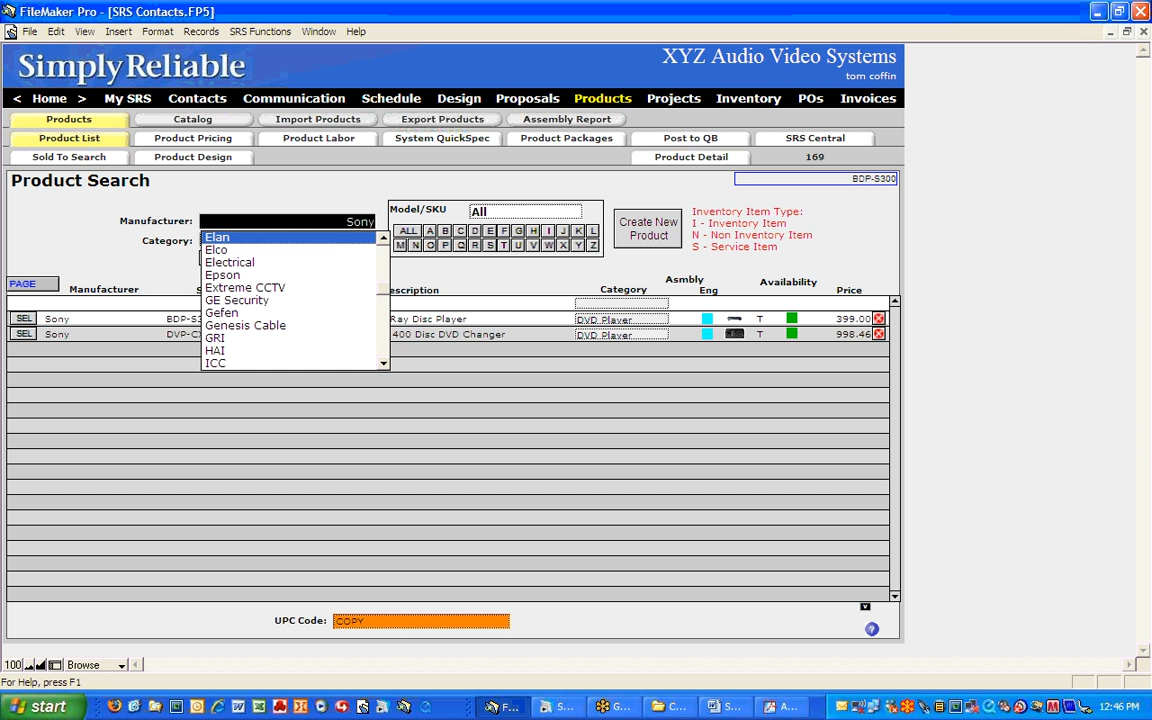 FileMaker Pro - [SRS Contacts.FP5]
File Edit View Insert Format Records SRS Functions Window Help
SimplyReliable
XYZ Audio Video Systems
tom coffin
< Home > My SRS Contacts Communication Schedule Design Proposals Products Projects Inventory POs Invoices
Products Catalog Import Products Export Products Assembly Report
Product List Product Pricing Product Labor System QuickSpec Product Packages Post to QB SRS Central
Sold To Search Product Design Product Detail 169
Product Search
BDP-S300
Manufacturer: Sony
Category:
Model/SKU All
ALL A B C D E F G H I J K L
M N O P Q R S T U V W X Y Z
Create New
Product
Inventory Item Type:
I - Inventory Item
N - Non Inventory Item
S - Service Item
Elan
Elco
Electrical
Epson
Extreme CCTV
GE Security
Gefen
Genesis Cable
GRI
HAI
ICC
PAGE Manufacturer S escription Category Asmbly Eng Availability Price
SEL Sony BDP-S3 Ray Disc Player DVD Player T 399.00
SEL Sony DVP-CX 400 Disc DVD Changer DVD Player T 998.46
UPC Code: COPY
100 Browse
For Help, press F1
start F... S... G... C... S... A... 12:46 PM